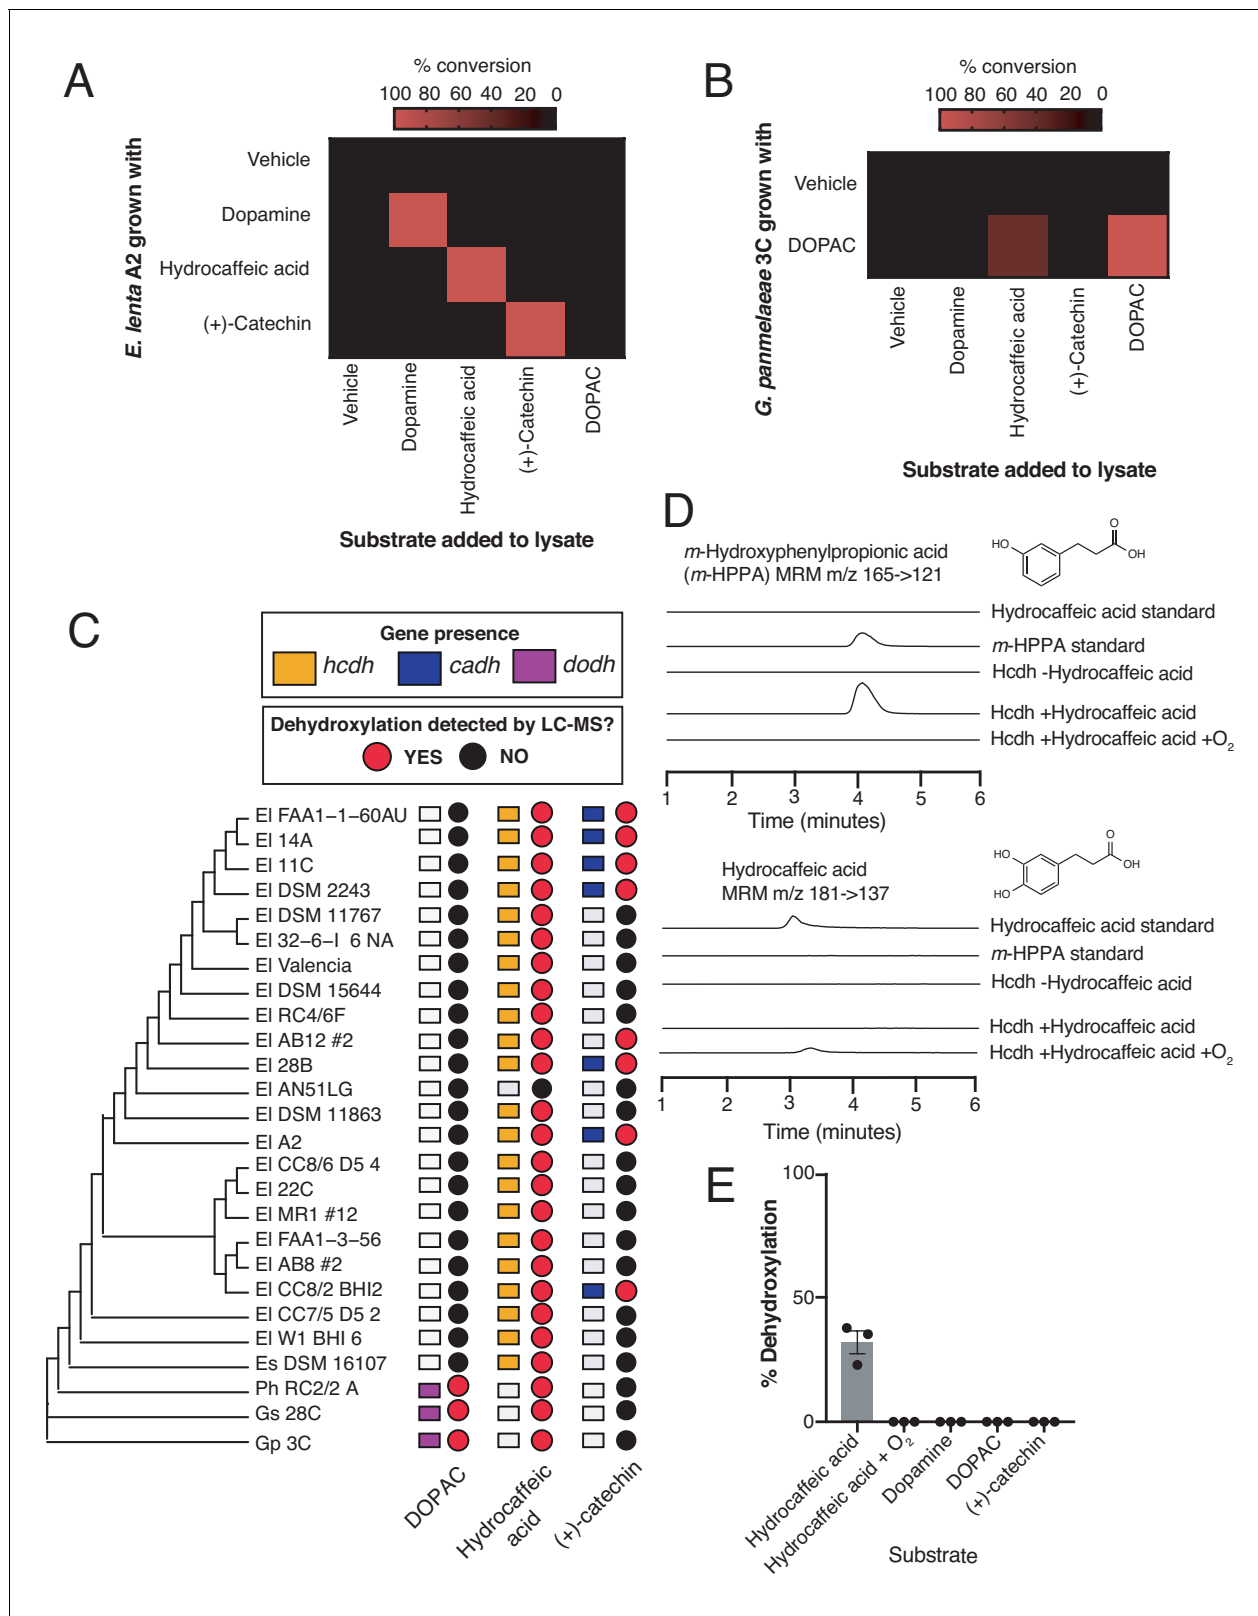 A
% conversion
100 80 60 40 20 0
E. lenta A2 grown with
Vehicle
Dopamine
Hydrocaffeic acid
(+)-Catechin
Vehicle
Dopamine
Hydrocaffeic acid
(+)-Catechin
DOPAC
Substrate added to lysate
B
% conversion
100 80 60 40 20 0
G. panmelaeae 3C grown with
Vehicle
DOPAC
Vehicle
Dopamine
Hydrocaffeic acid
(+)-Catechin
DOPAC
Substrate added to lysate
C
Gene presence
hcdh cadh dodh
Dehydroxylation detected by LC-MS?
YES NO
El FAA1-1-60AU
El 14A
El 11C
El DSM 2243
El DSM 11767
El 32-6-I 6 NA
El Valencia
El DSM 15644
El RC4/6F
El AB12 #2
El 28B
El AN51LG
El DSM 11863
El A2
El CC8/6 D5 4
El 22C
El MR1 #12
El FAA1-3-56
El AB8 #2
El CC8/2 BHI2
El CC7/5 D5 2
El W1 BHI 6
Es DSM 16107
Ph RC2/2 A
Gs 28C
Gp 3C
DOPAC
Hydrocaffeic
acid
(+)-catechin
D
m-Hydroxyphenylpropionic acid
(m-HPPA) MRM m/z 165->121
HO
O
OH
Hydrocaffeic acid standard
m-HPPA standard
Hcdh -Hydrocaffeic acid
Hcdh +Hydrocaffeic acid
Hcdh +Hydrocaffeic acid +O2
1 2 3 4 5 6
Time (minutes)
Hydrocaffeic acid
MRM m/z 181->137
HO
HO
O
OH
Hydrocaffeic acid standard
m-HPPA standard
Hcdh -Hydrocaffeic acid
Hcdh +Hydrocaffeic acid
Hcdh +Hydrocaffeic acid +O2
1 2 3 4 5 6
Time (minutes)
E
% Dehydroxylation
100
50
0
Hydrocaffeic acid
Hydrocaffeic acid + O2
Dopamine
DOPAC
(+)-catechin
Substrate